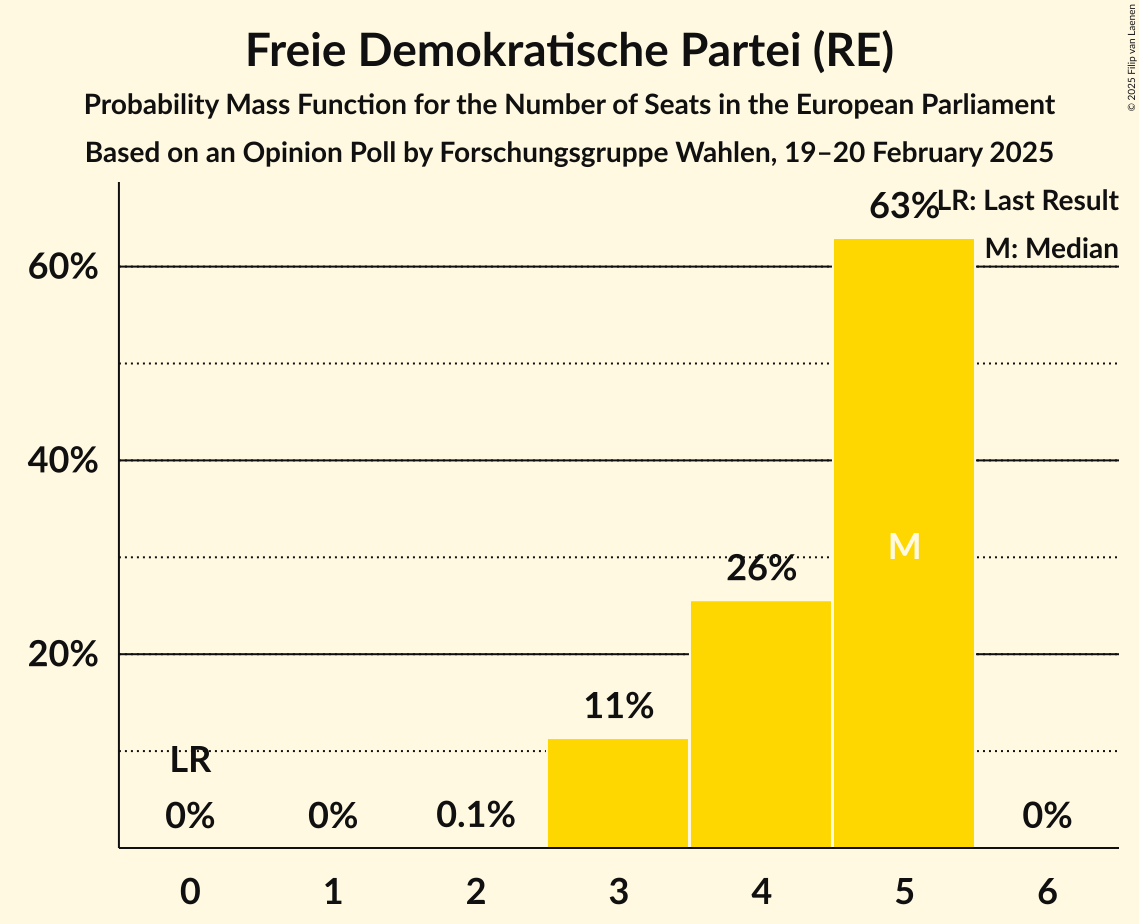 Freie Demokratische Partei (RE)
Probability Mass Function for the Number of Seats in the European Parliament
Based on an Opinion Poll by Forschungsgruppe Wahlen, 19–20 February 2025
© 2025 Filip van Laenen
LR: Last Result
M: Median
63%
60%
40%
M
26%
20%
11%
LR
0%
0%
0.1%
0%
0
1
2
3
4
5
6